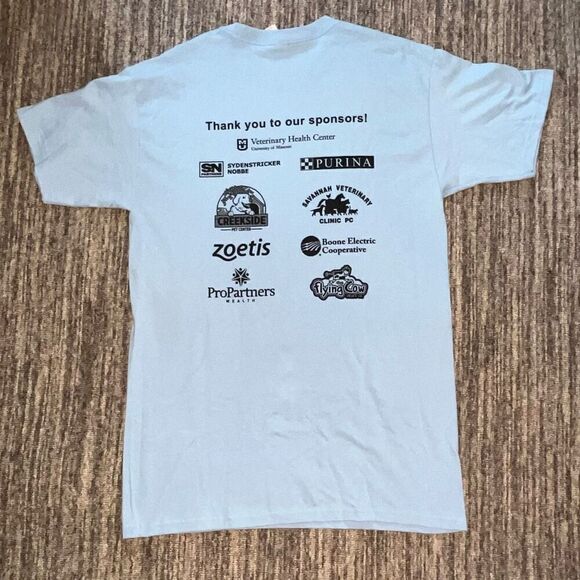 Thank you to our sponsors!
MU Veterinary Health Center
University of Missouri
SN SYDENSTRICKER
NOBBE
PURINA
CREEKSIDE
PET CENTER
SAVANNAH VETERINARY
CLINIC PC
zoetis
Boone Electric
Cooperative
ProPartners
WEALTH
flying Cow